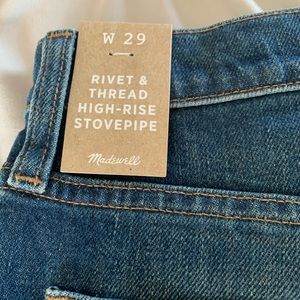 W 29
RIVET &
THREAD
HIGH-RISE
STOVEPIPE
Madewell